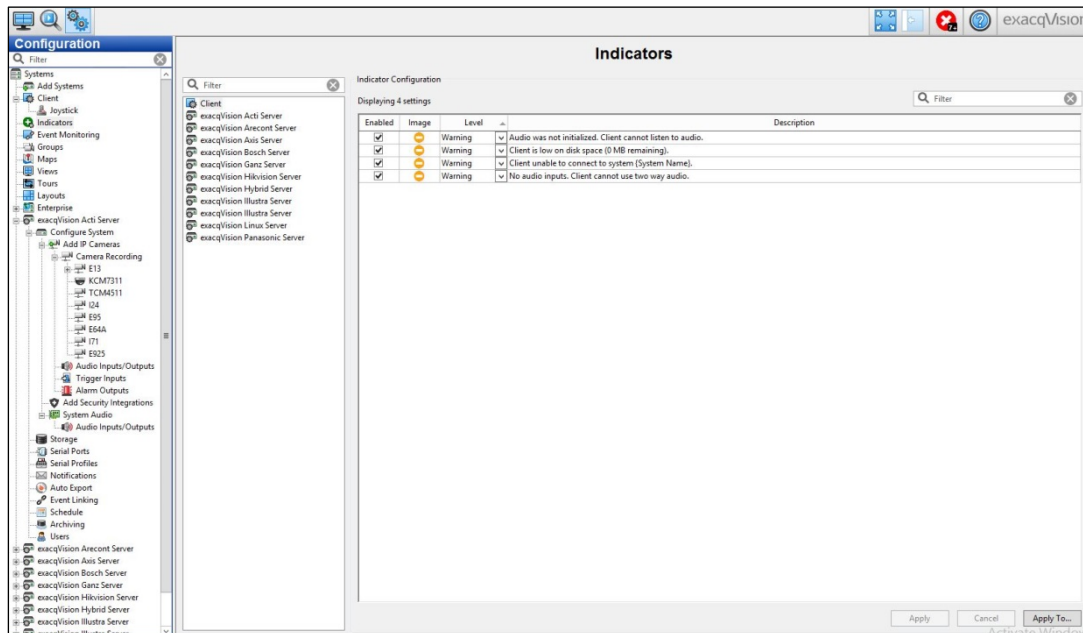 exacqVision
Configuration
Filter
Systems
Add Systems
Client
Joystick
Indicators
Event Monitoring
Groups
Maps
Views
Tours
Layouts
Enterprise
exacqVision Acti Server
Configure System
Add IP Cameras
Camera Recording
E13
KCM7311
TCM4511
I24
E95
E64A
I71
E925
Audio Inputs/Outputs
Trigger Inputs
Alarm Outputs
Add Security Integrations
System Audio
Audio Inputs/Outputs
Storage
Serial Ports
Serial Profiles
Notifications
Auto Export
Event Linking
Schedule
Archiving
Users
exacqVision Arecont Server
exacqVision Axis Server
exacqVision Bosch Server
exacqVision Ganz Server
exacqVision Hikvision Server
exacqVision Hybrid Server
exacqVision Illustra Server
Indicators
Filter
Client
exacqVision Acti Server
exacqVision Arecont Server
exacqVision Axis Server
exacqVision Bosch Server
exacqVision Ganz Server
exacqVision Hikvision Server
exacqVision Hybrid Server
exacqVision Illustra Server
exacqVision Illustra Server
exacqVision Linux Server
exacqVision Panasonic Server
Indicator Configuration
Displaying 4 settings
Filter
Enabled Image Level Description
Warning Audio was not initialized. Client cannot listen to audio.
Warning Client is low on disk space (0 MB remaining).
Warning Client unable to connect to system (System Name).
Warning No audio inputs. Client cannot use two way audio.
Apply Cancel Apply To...